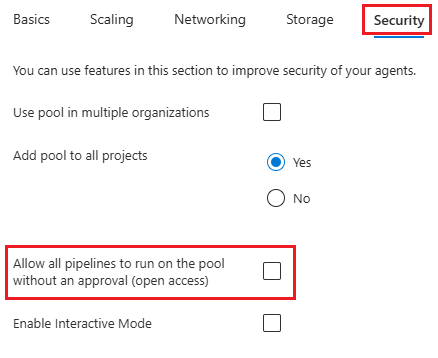 Basics Scaling Networking Storage Security
You can use features in this section to improve security of your agents.
Use pool in multiple organizations
Add pool to all projects
Yes
No
Allow all pipelines to run on the pool
without an approval (open access)
Enable Interactive Mode